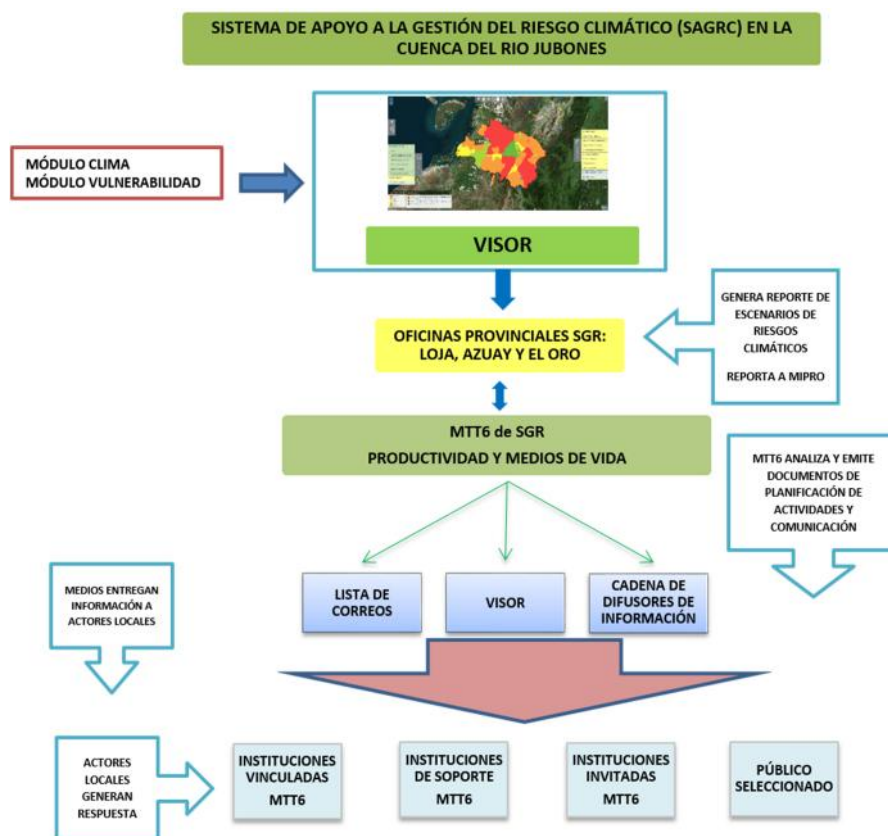 SISTEMA DE APOYO A LA GESTIÓN DEL RIESGO CLIMÁTICO (SAGRC) EN LA
CUENCA DEL RIO JUBONES
MÓDULO CLIMA
MÓDULO VULNERABILIDAD
VISOR
OFICINAS PROVINCIALES SGR:
LOJA, AZUAY Y EL ORO
GENERA REPORTE DE
ESCENARIOS DE
RIESGOS
CLIMÁTICOS
REPORTA A MIPRO
MTT6 de SGR
PRODUCTIVIDAD Y MEDIOS DE VIDA
MTT6 ANALIZA Y EMITE
DOCUMENTOS DE
PLANIFICACIÓN DE
ACTIVIDADES Y
COMUNICACIÓN
LISTA DE
CORREOS
VISOR
CADENA DE
DIFUSORES DE
INFORMACIÓN
MEDIOS ENTREGAN
INFORMACIÓN A
ACTORES LOCALES
ACTORES
LOCALES
GENERAN
RESPUESTA
INSTITUCIONES
VINCULADAS
MTT6
INSTITUCIONES
DE SOPORTE
MTT6
INSTITUCIONES
INVITADAS
MTT6
PÚBLICO
SELECCIONADO